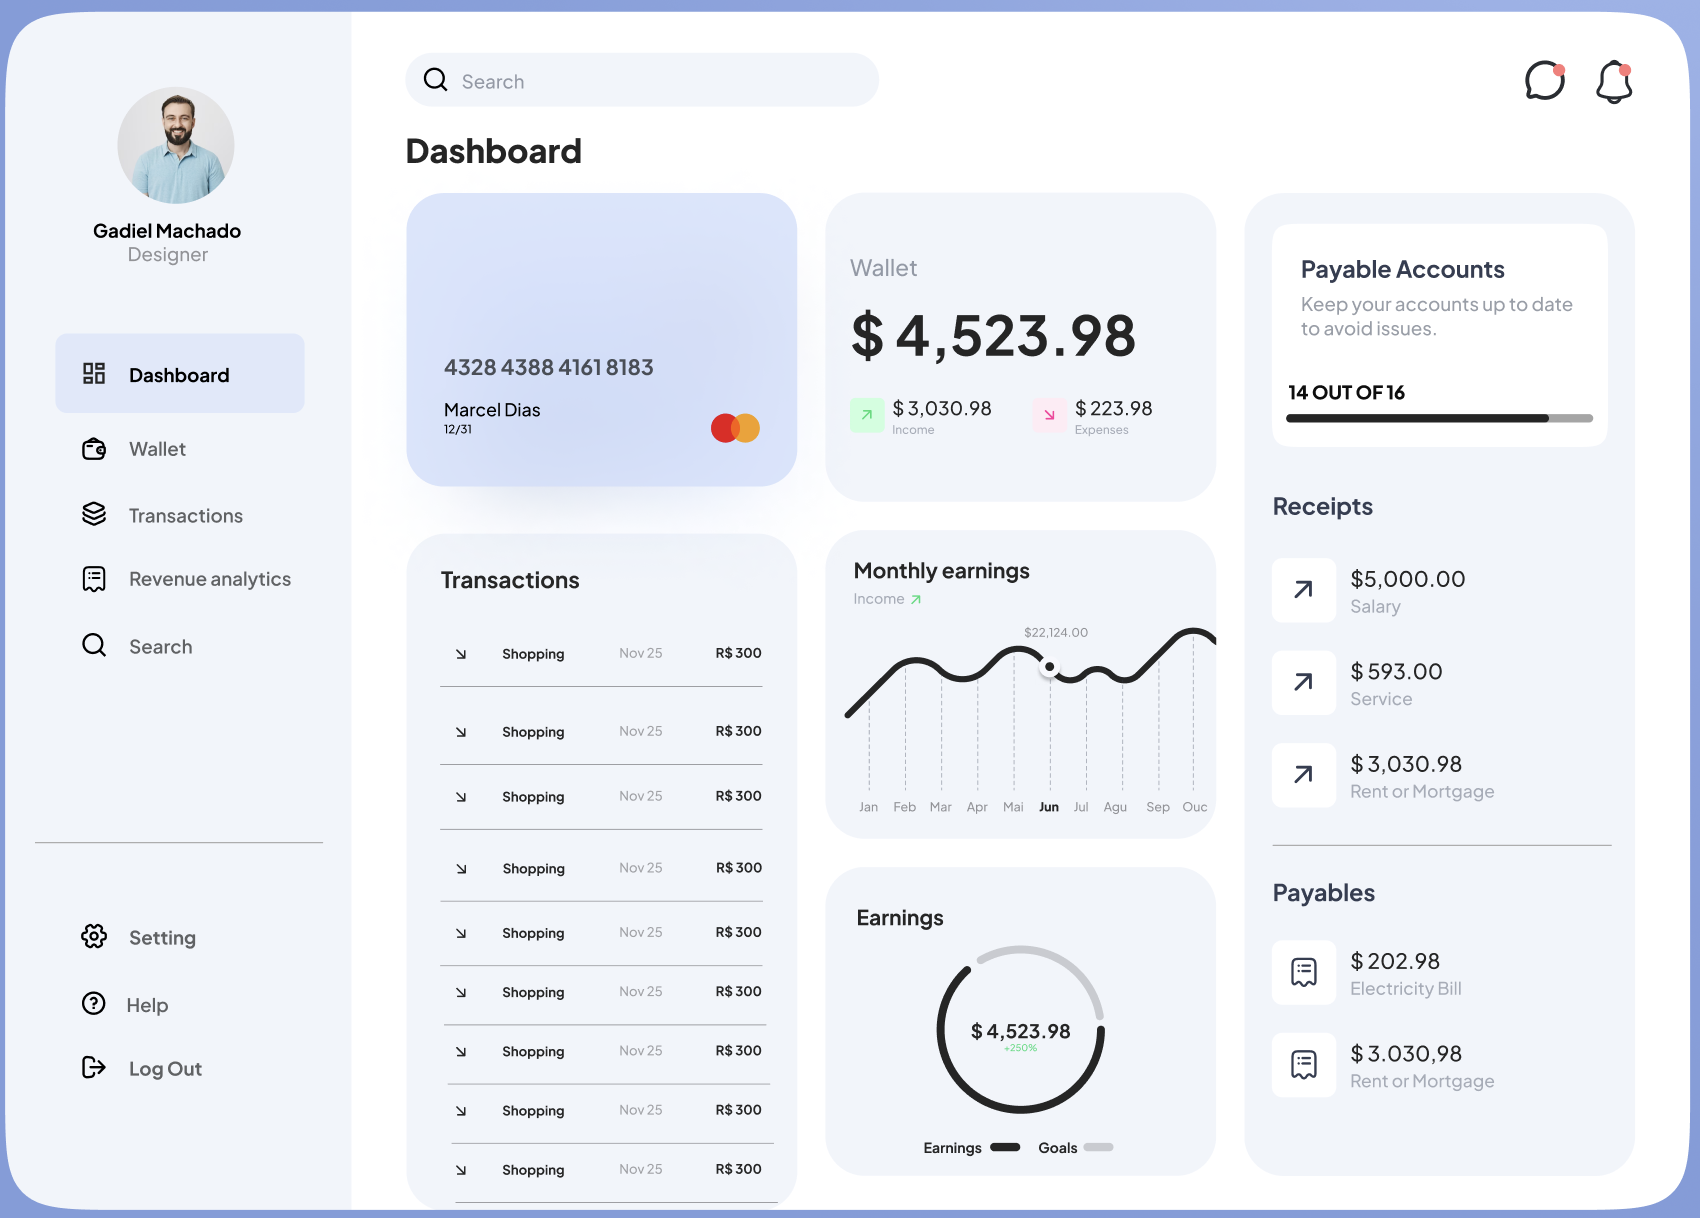 Gadiel Machado
Designer
Dashboard
Wallet
Transactions
Revenue analytics
Search
Setting
Help
Log Out
Search
Dashboard
4328 4388 4161 8183
Marcel Dias
12/31
Transactions
Shopping Nov 25 R$ 300
Shopping Nov 25 R$ 300
Shopping Nov 25 R$ 300
Shopping Nov 25 R$ 300
Shopping Nov 25 R$ 300
Shopping Nov 25 R$ 300
Shopping Nov 25 R$ 300
Shopping Nov 25 R$ 300
Shopping Nov 25 R$ 300
Wallet
$ 4,523.98
$ 3,030.98 $ 223.98
Income Expenses
Monthly earnings
Income
$22,124.00
Jan Feb Mar Apr Mai Jun Jul Agu Sep Ouc
Earnings
$ 4,523.98
+250%
Earnings Goals
Payable Accounts
Keep your accounts up to date
to avoid issues.
14 OUT OF 16
Receipts
$5,000.00
Salary
$ 593.00
Service
$ 3,030.98
Rent or Mortgage
Payables
$ 202.98
Electricity Bill
$ 3.030,98
Rent or Mortgage